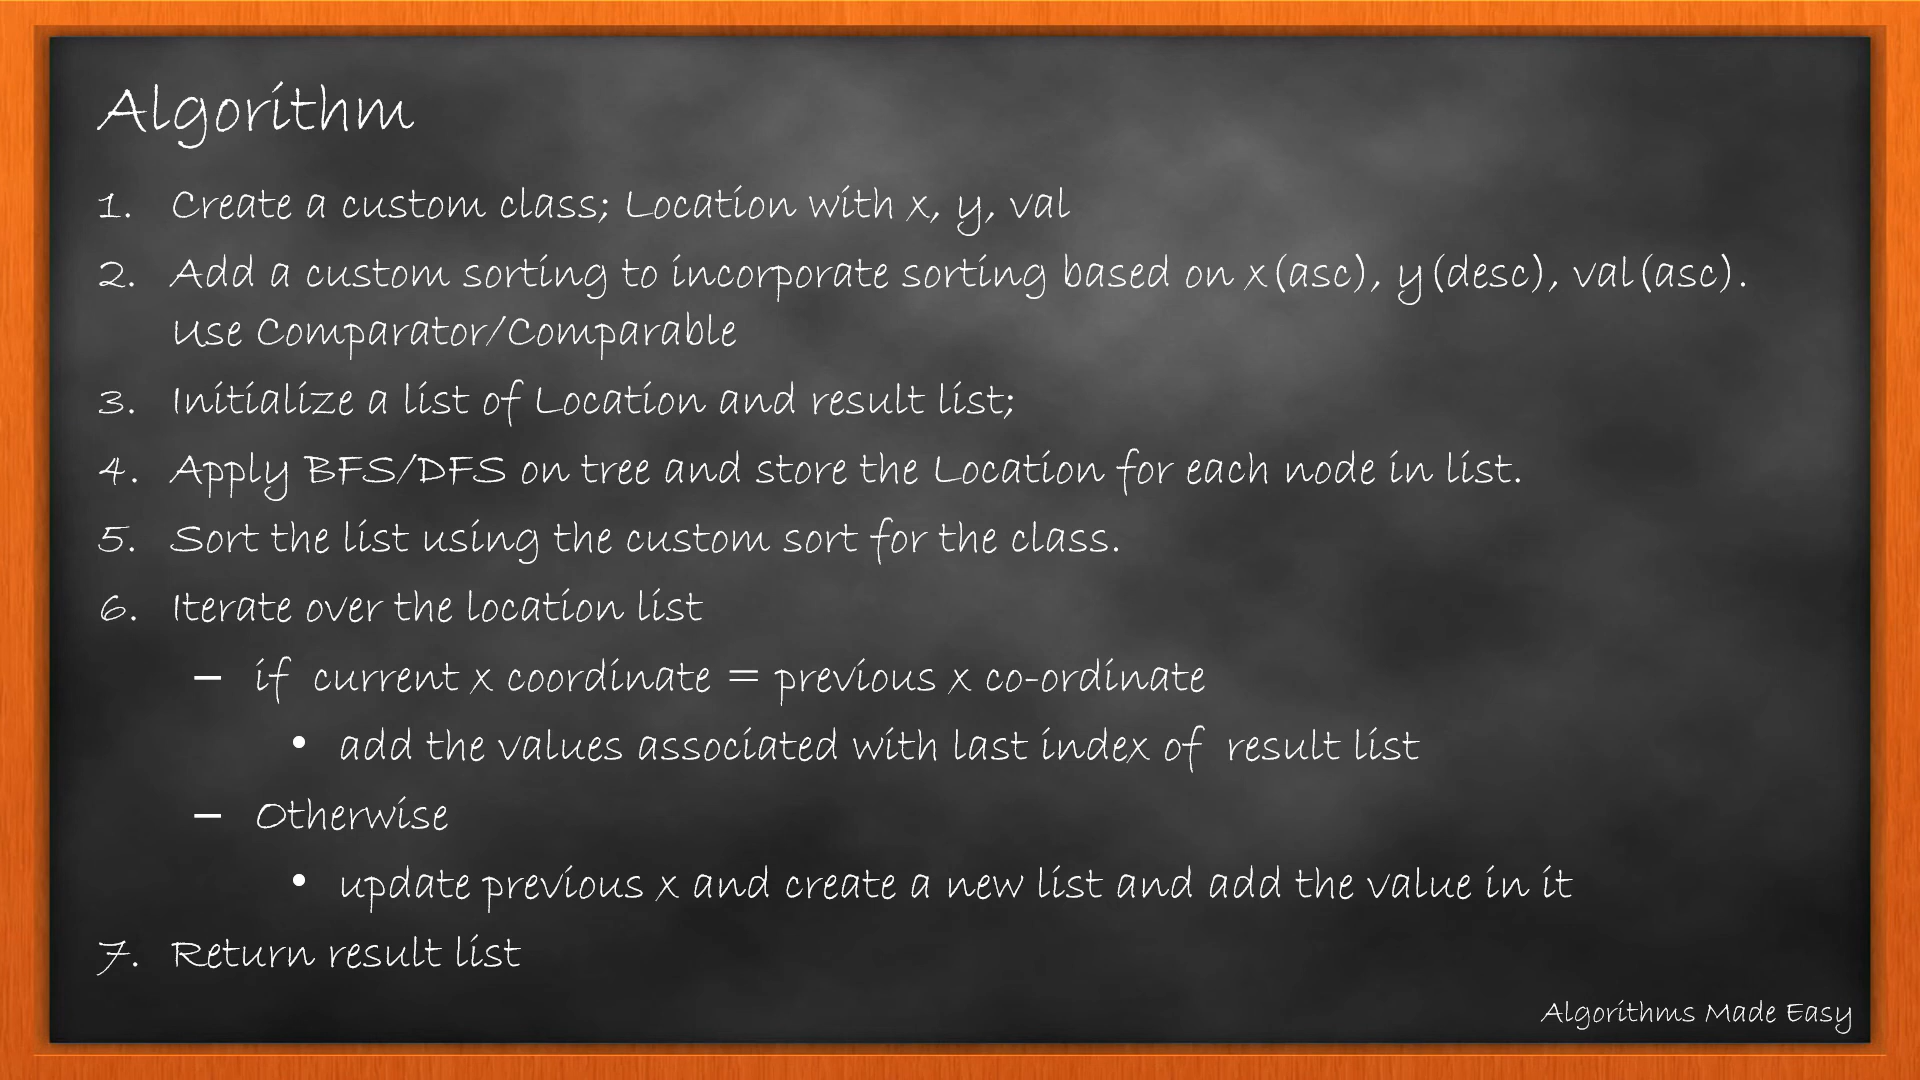 Algorithm
1. Create a custom class; Location with x, y, val
2. Add a custom sorting to incorporate sorting based on x(asc), y(desc), val(asc).
Use Comparator/Comparable
3. Initialize a list of Location and result list;
4. Apply BFS/DFS on tree and store the Location for each node in list.
5. Sort the list using the custom sort for the class.
6. Iterate over the location list
– if current x coordinate = previous x co-ordinate
• add the values associated with last index of result list
– Otherwise
• update previous x and create a new list and add the value in it
7. Return result list
Algorithms Made Easy